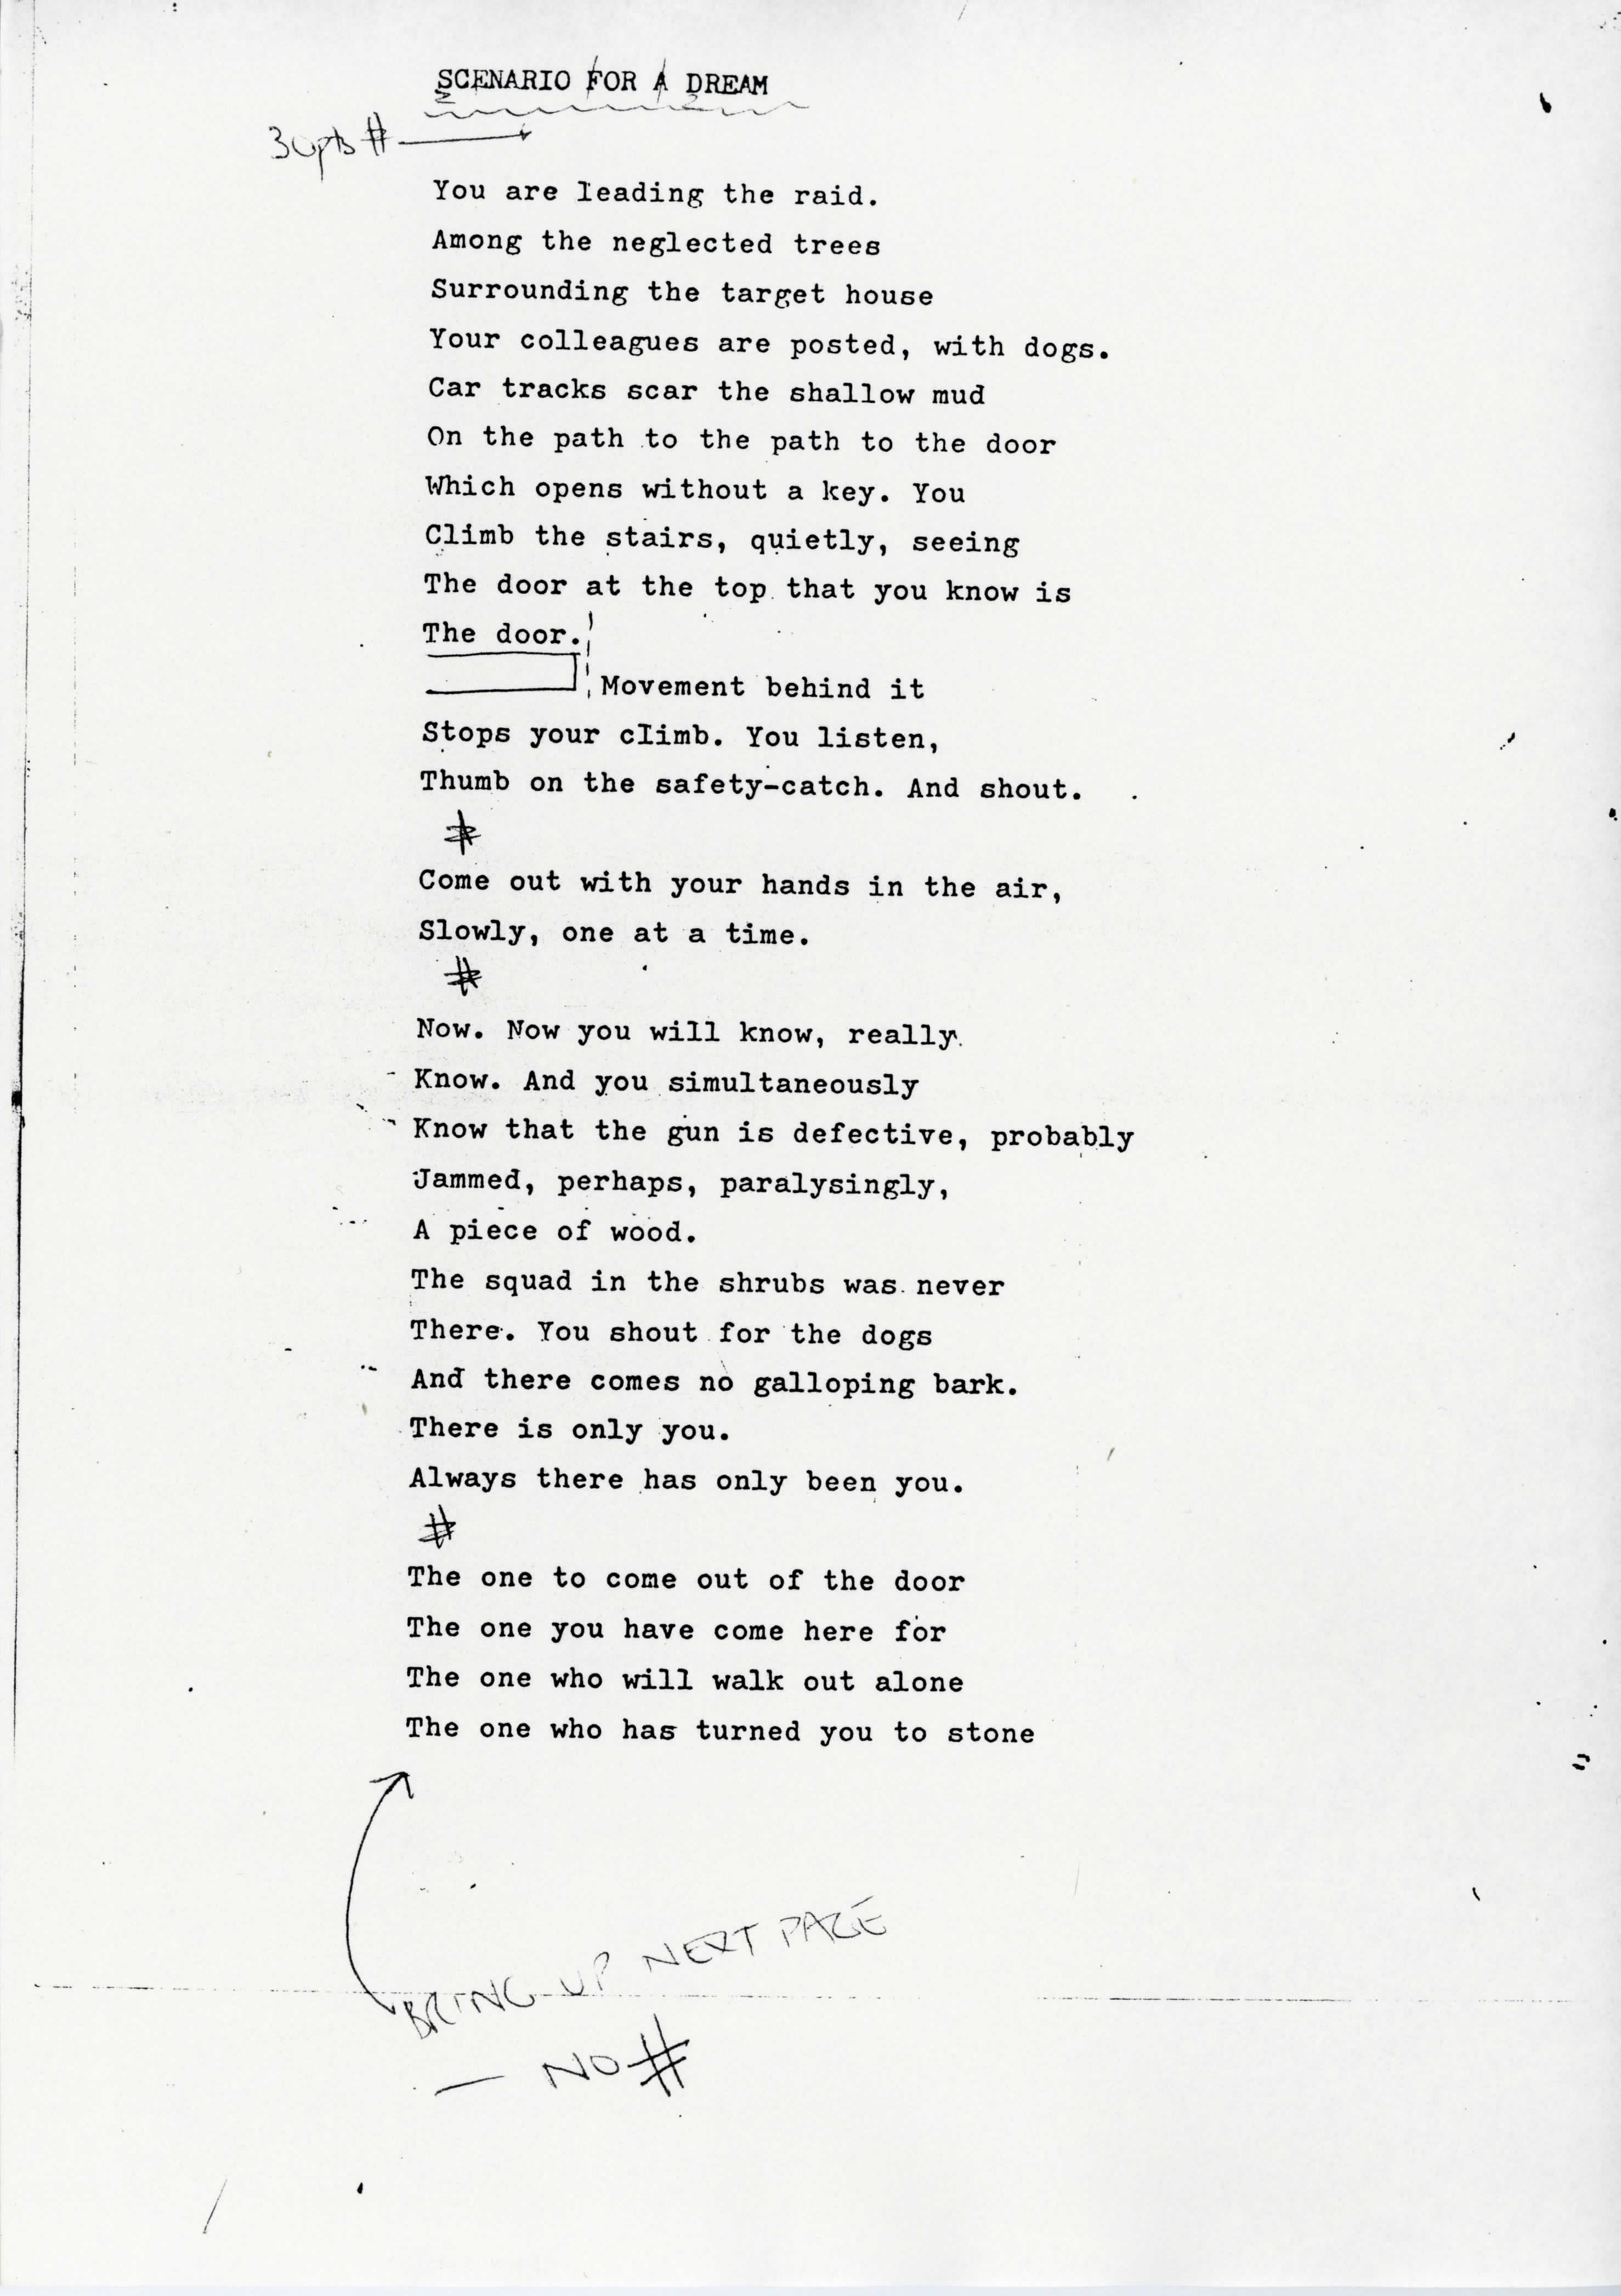 SCENARIO FOR A DREAM
30pts #
You are leading the raid.
Among the neglected trees
Surrounding the target house
Your colleagues are posted, with dogs.
Car tracks scar the shallow mud
On the path to the path to the door
Which opens without a key. You
Climb the stairs, quietly, seeing
The door at the top that you know is
The door.
Movement behind it
Stops your climb. You listen,
Thumb on the safety-catch. And shout.
#
Come out with your hands in the air,
Slowly, one at a time.
#
Now. Now you will know, really
Know. And you simultaneously
Know that the gun is defective, probably
Jammed, perhaps, paralysingly,
A piece of wood.
The squad in the shrubs was never
There. You shout for the dogs
And there comes no galloping bark.
There is only you.
Always there has only been you.
#
The one to come out of the door
The one you have come here for
The one who will walk out alone
The one who has turned you to stone
BRING UP NEXT PAGE
— NO #